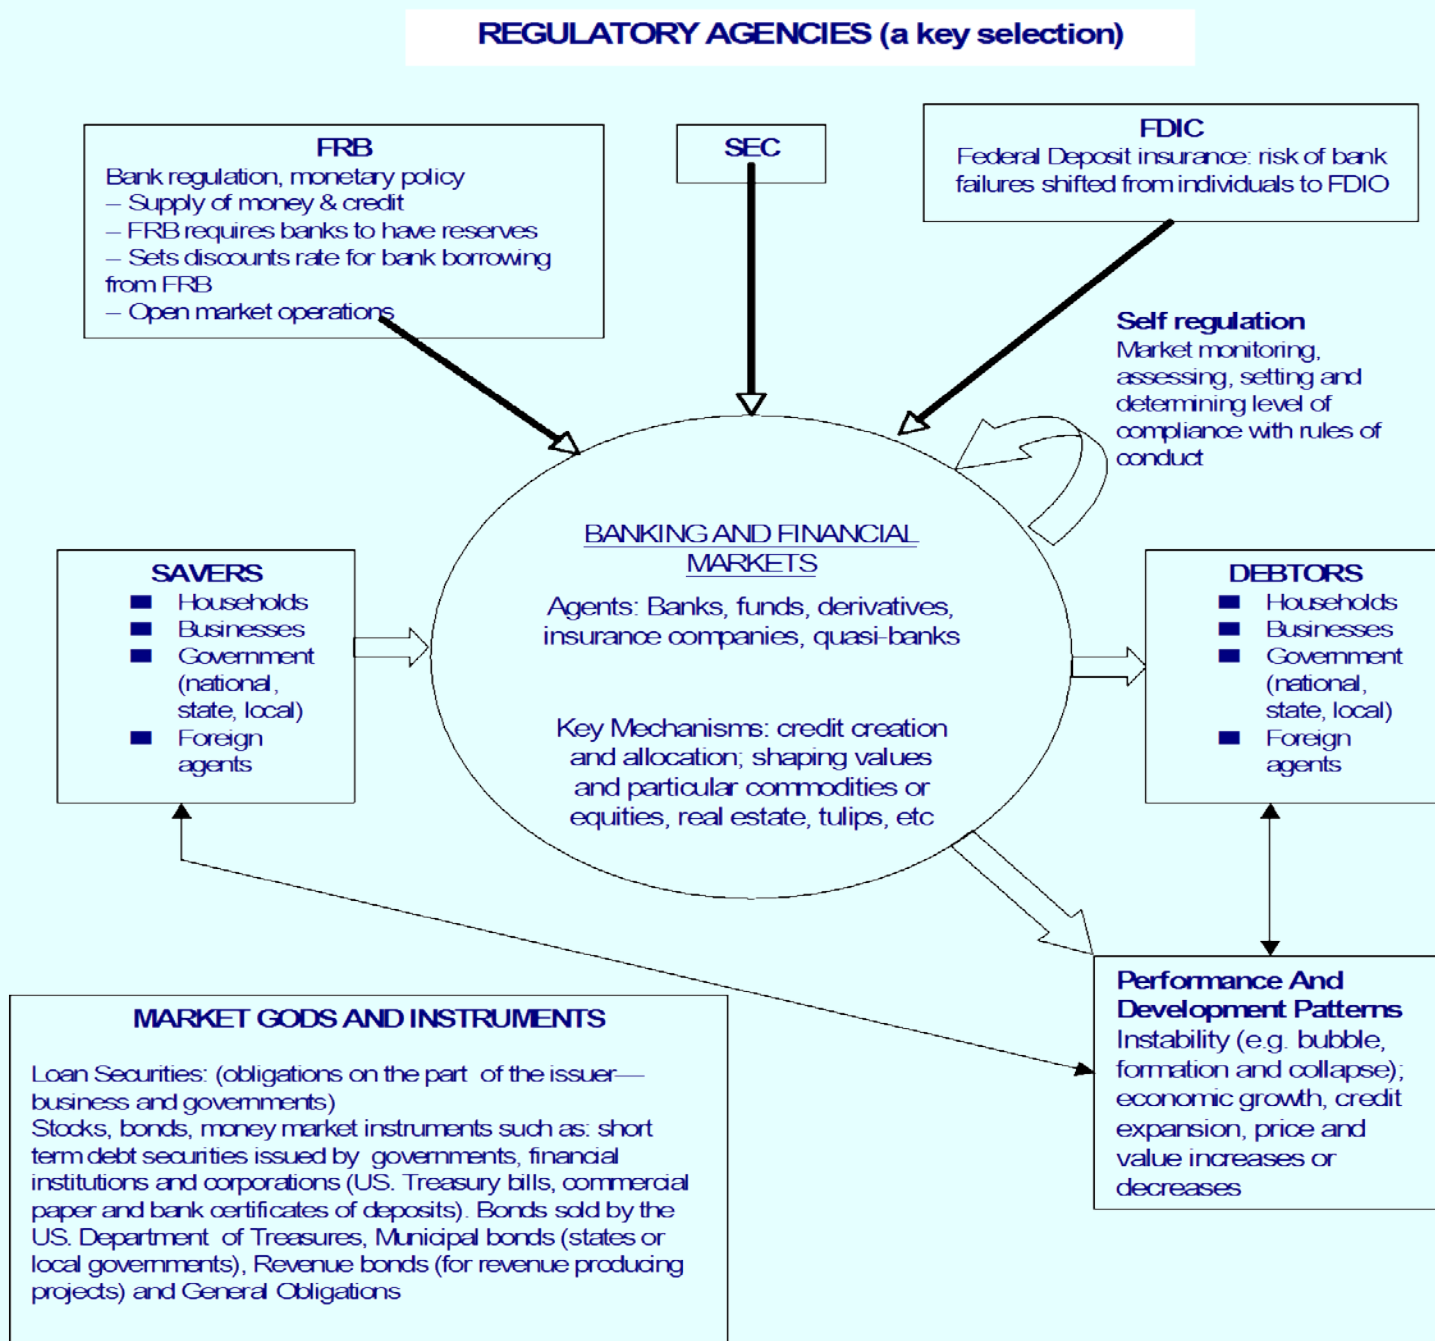 REGULATORY AGENCIES (a key selection)
FRB
Bank regulation, monetary policy
– Supply of money & credit
– FRB requires banks to have reserves
– Sets discounts rate for bank borrowing
from FRB
– Open market operations
SEC
FDIC
Federal Deposit insurance: risk of bank
failures shifted from individuals to FDIO
Self regulation
Market monitoring,
assessing, setting and
determining level of
compliance with rules of
conduct
BANKING AND FINANCIAL
MARKETS
Agents: Banks, funds, derivatives,
insurance companies, quasi-banks
Key Mechanisms: credit creation
and allocation; shaping values
and particular commodities or
equities, real estate, tulips, etc
SAVERS
■ Households
■ Businesses
■ Government
(national,
state, local)
■ Foreign
agents
DEBTORS
■ Households
■ Businesses
■ Government
(national,
state, local)
■ Foreign
agents
MARKET GODS AND INSTRUMENTS
Loan Securities: (obligations on the part of the issuer—
business and governments)
Stocks, bonds, money market instruments such as: short
term debt securities issued by governments, financial
institutions and corporations (US. Treasury bills, commercial
paper and bank certificates of deposits). Bonds sold by the
US. Department of Treasures, Municipal bonds (states or
local governments), Revenue bonds (for revenue producing
projects) and General Obligations
Performance And
Development Patterns
Instability (e.g. bubble,
formation and collapse);
economic growth, credit
expansion, price and
value increases or
decreases